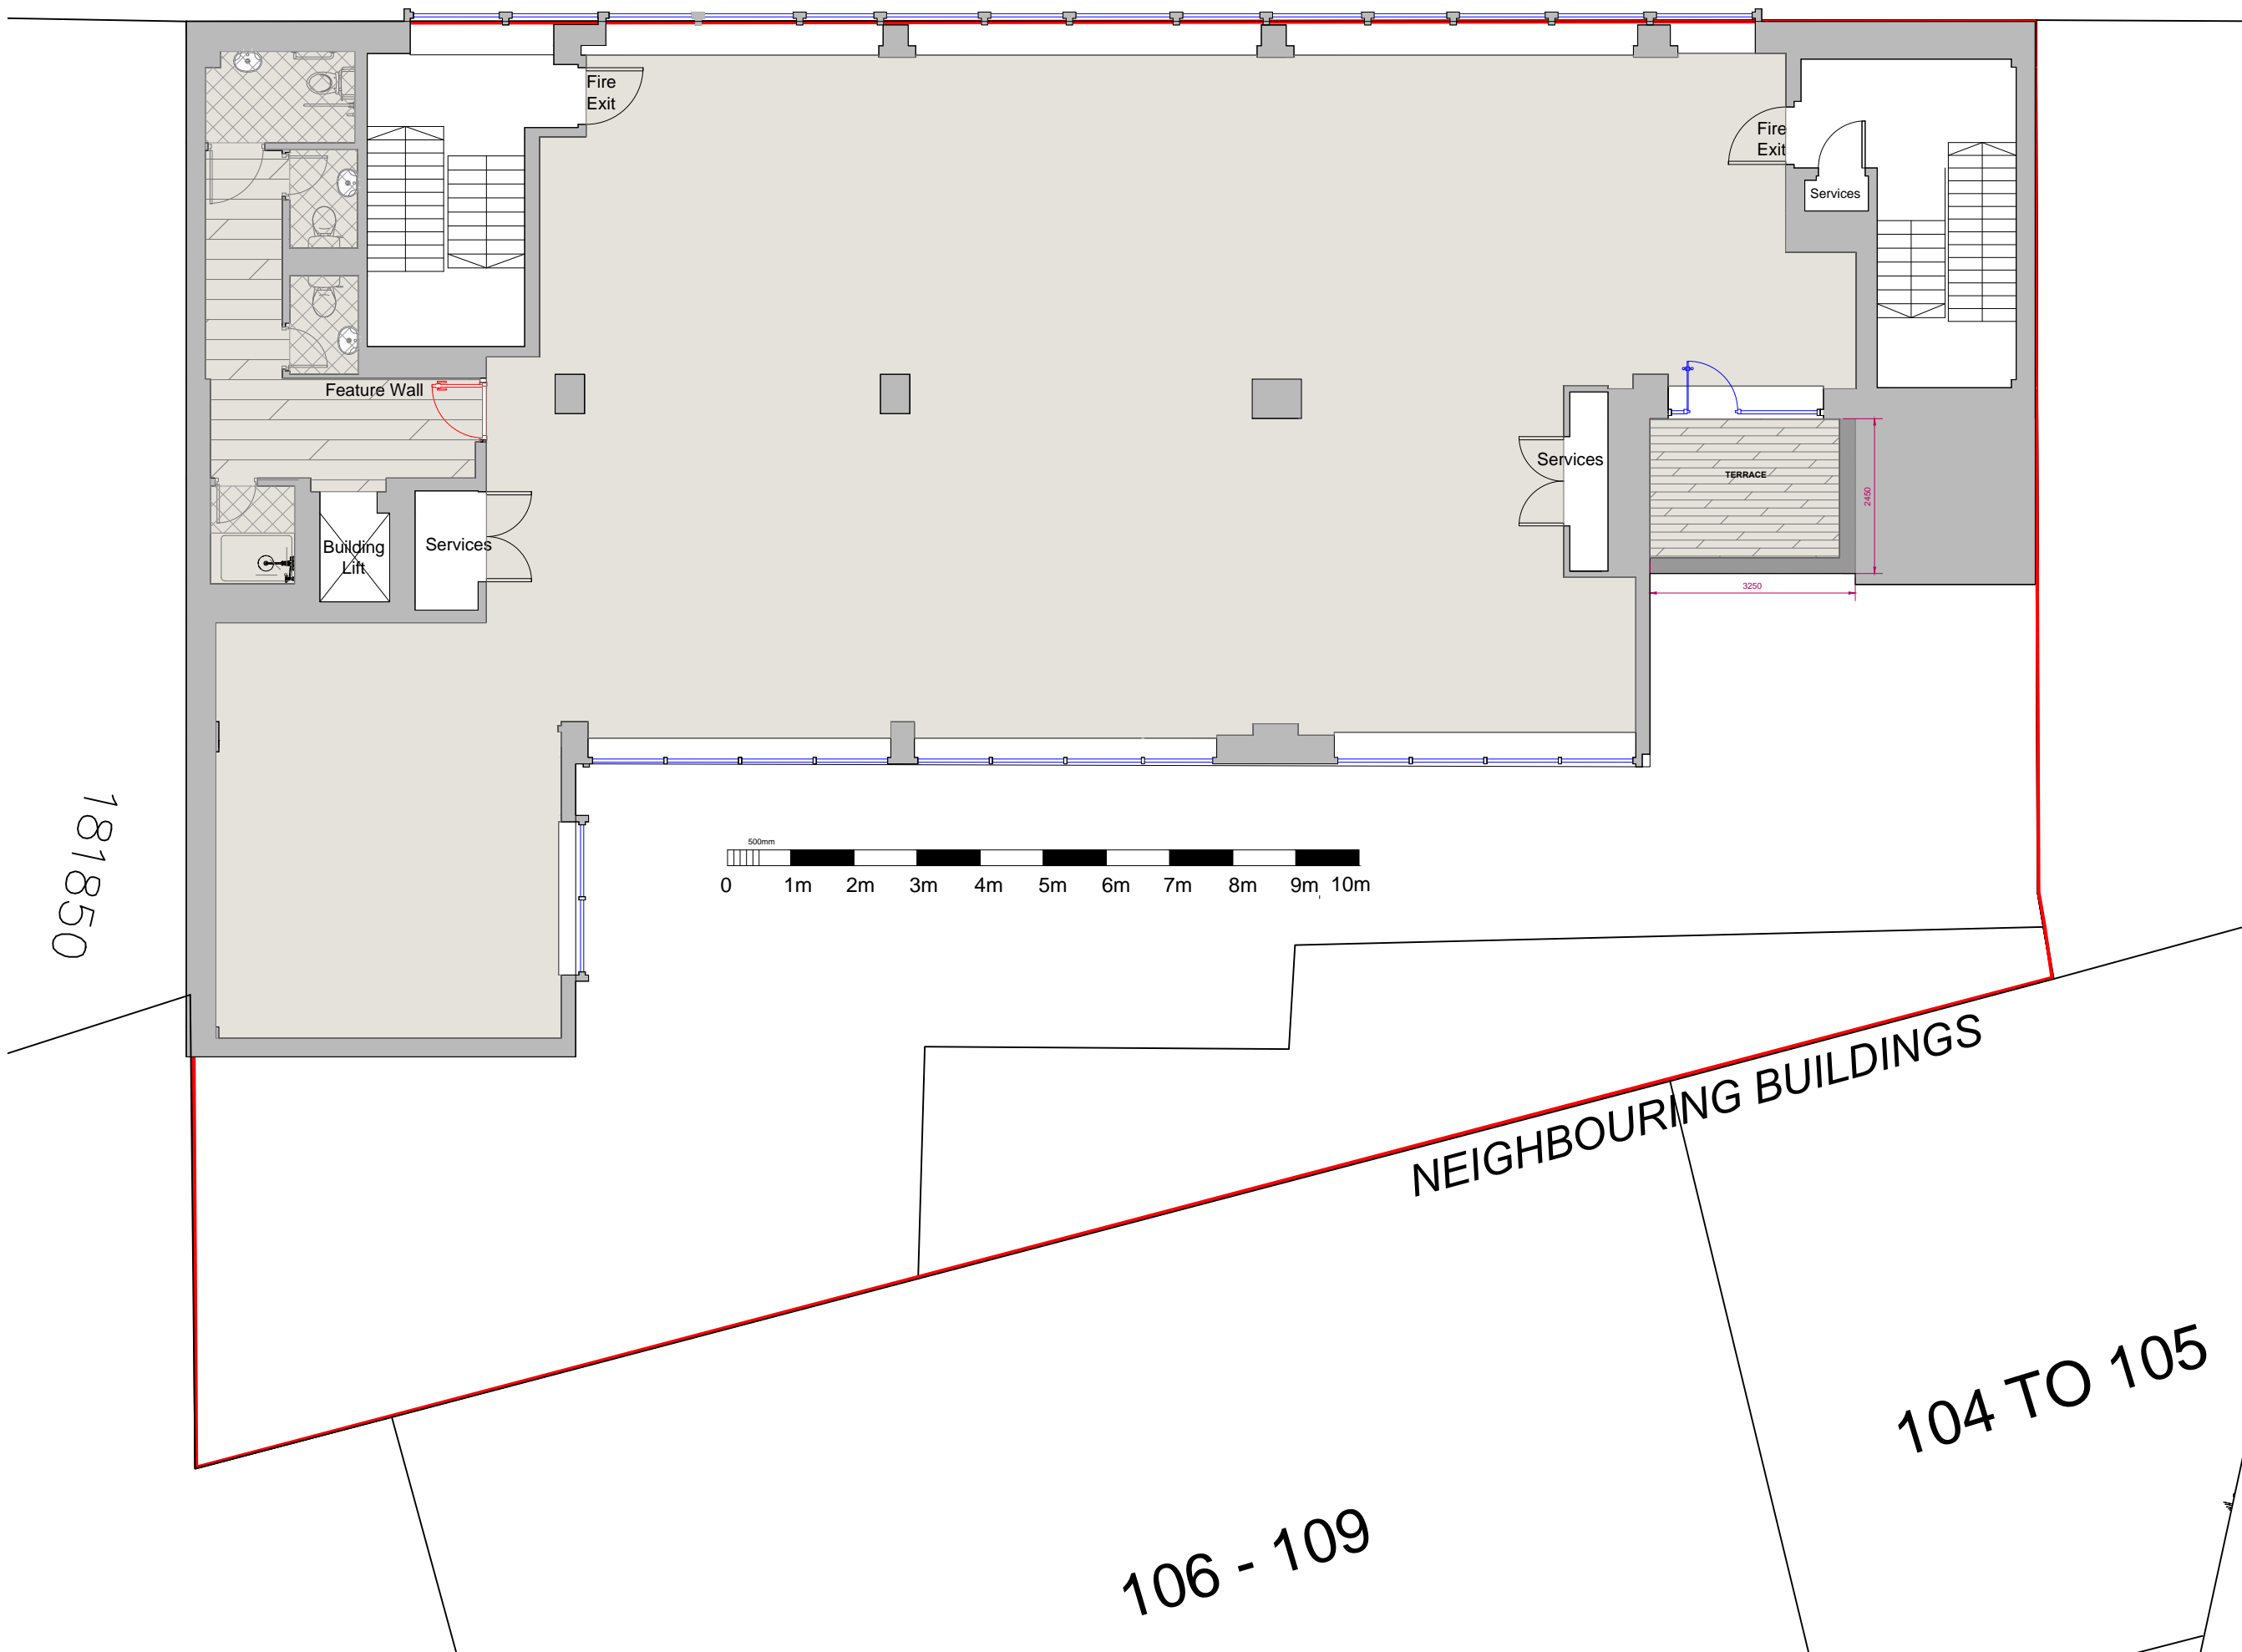 Fire
Exit
Fire
Exit
Services
Feature Wall
Services
TERRACE
2450
Building
Lift
Services
3250
500mm
0 1m 2m 3m 4m 5m 6m 7m 8m 9m 10m
181850
NEIGHBOURING BUILDINGS
104 TO 105
106 - 109